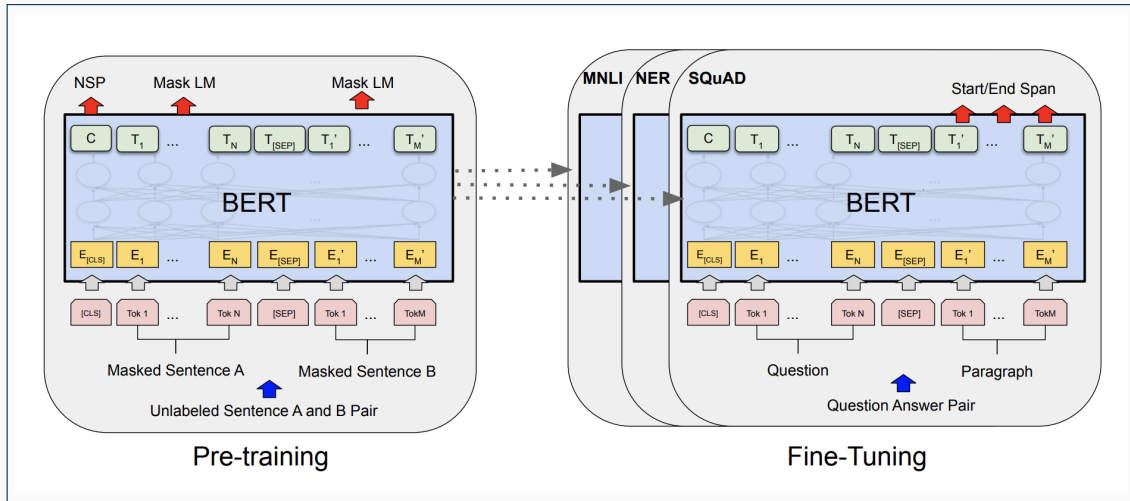 NSP Mask LM Mask LM
C T1 ... TN T[SEP] T1' ... TM'
...
BERT
...
E[CLS] E1 ... EN E[SEP] E1' ... EM'
[CLS] Tok 1 ... Tok N [SEP] Tok 1 ... TokM
Masked Sentence A Masked Sentence B
Unlabeled Sentence A and B Pair
Pre-training
MNLI NER SQuAD
Start/End Span
C T1 ... TN T[SEP] T1' ... TM'
...
BERT
...
E[CLS] E1 ... EN E[SEP] E1' ... EM'
[CLS] Tok 1 ... Tok N [SEP] Tok 1 ... TokM
Question Paragraph
Question Answer Pair
Fine-Tuning